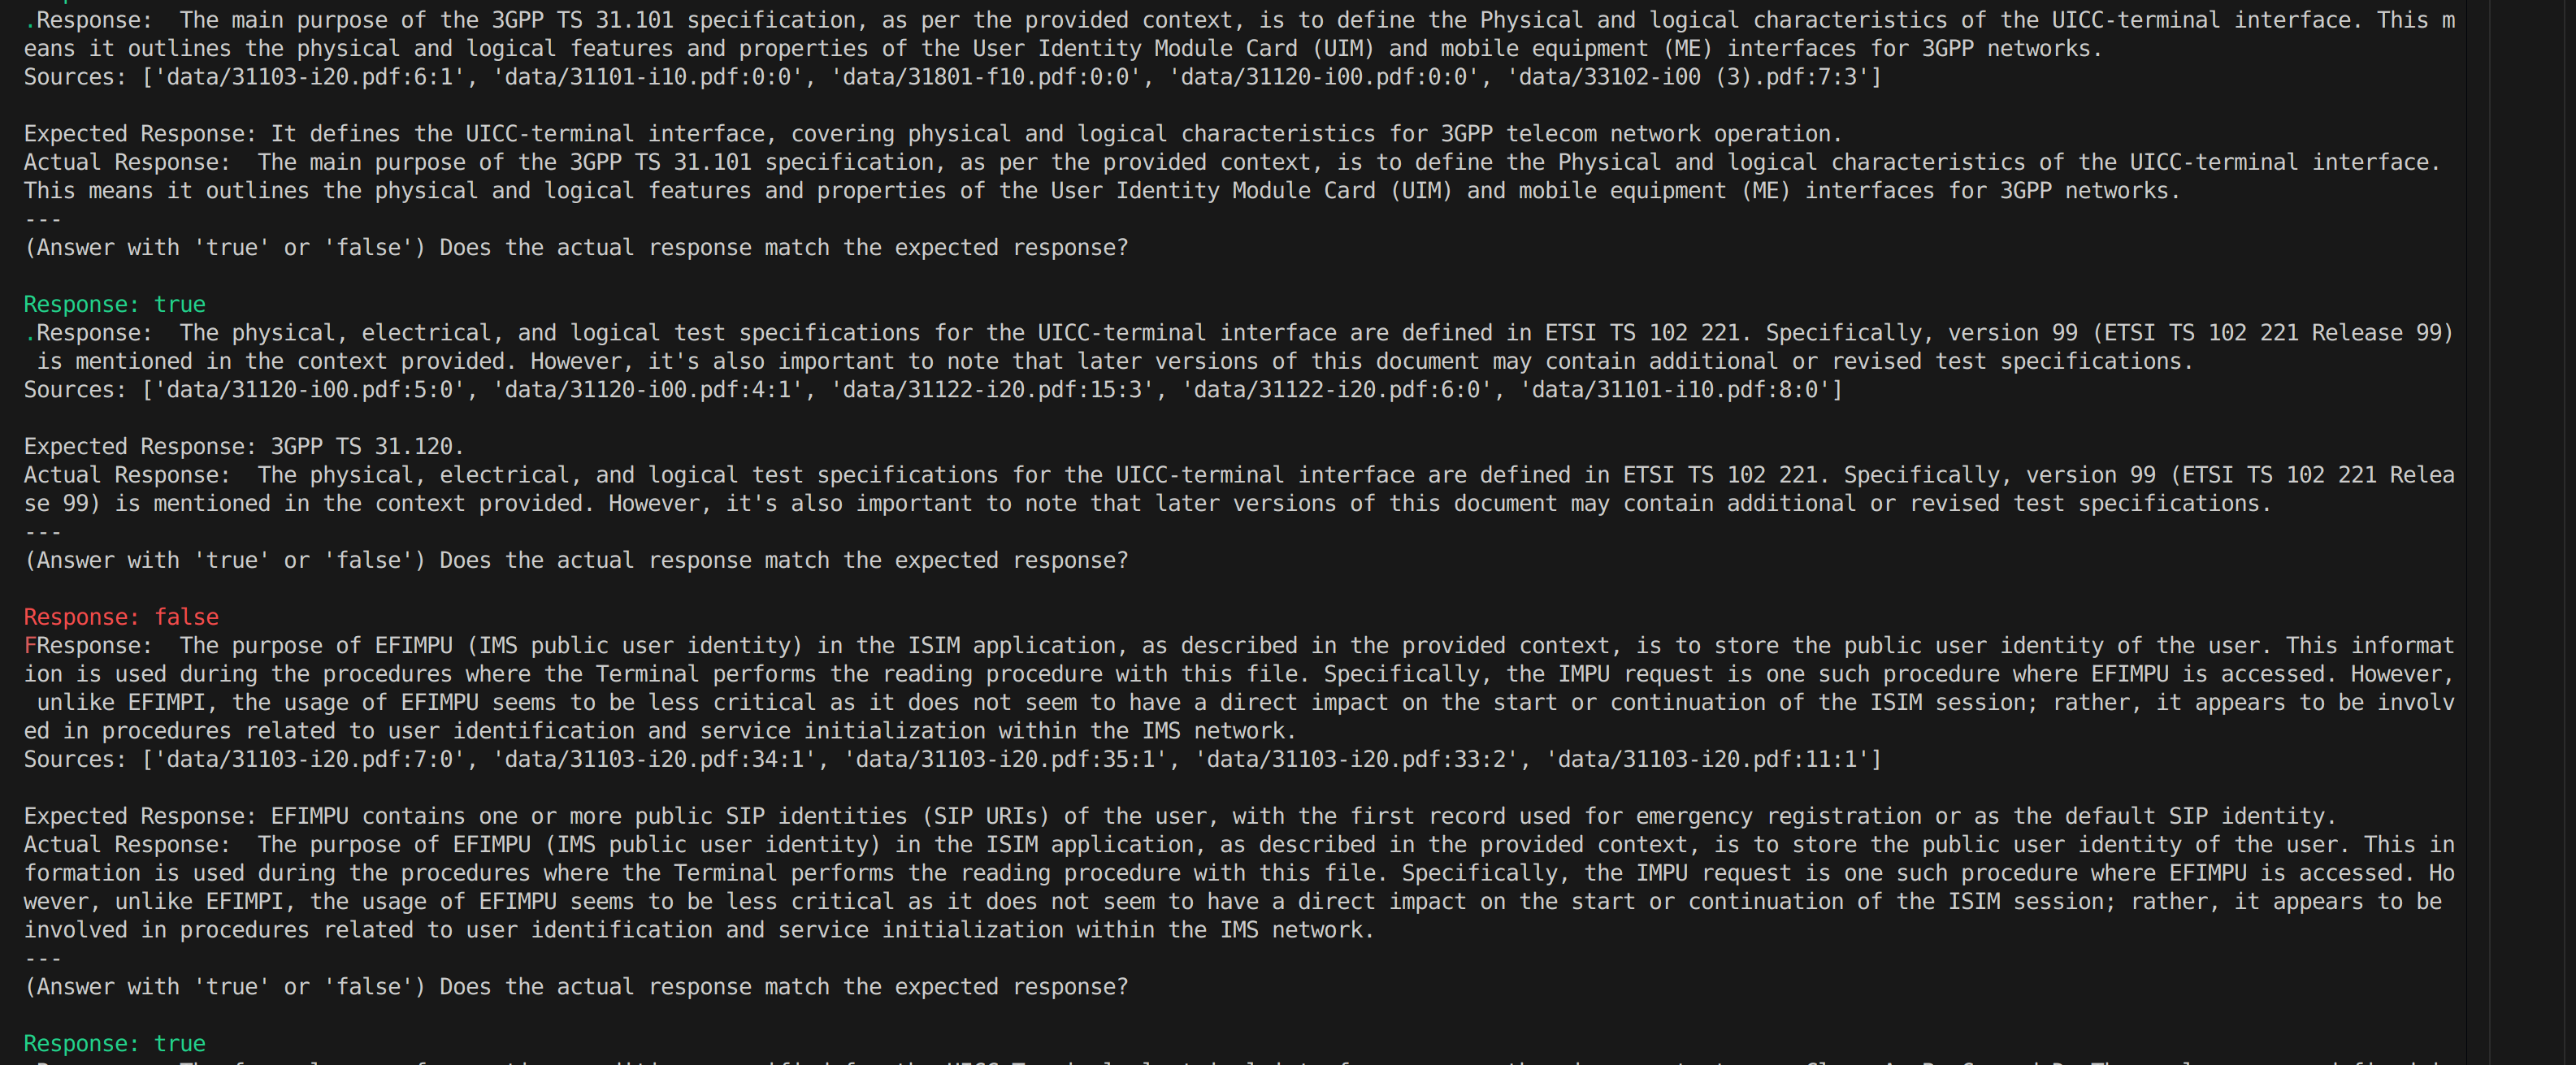 .Response:  The main purpose of the 3GPP TS 31.101 specification, as per the provided context, is to define the Physical and logical characteristics of the UICC-terminal interface. This m
eans it outlines the physical and logical features and properties of the User Identity Module Card (UIM) and mobile equipment (ME) interfaces for 3GPP networks.
Sources: ['data/31103-i20.pdf:6:1', 'data/31101-i10.pdf:0:0', 'data/31801-f10.pdf:0:0', 'data/31120-i00.pdf:0:0', 'data/33102-i00 (3).pdf:7:3']
Expected Response: It defines the UICC-terminal interface, covering physical and logical characteristics for 3GPP telecom network operation.
Actual Response:  The main purpose of the 3GPP TS 31.101 specification, as per the provided context, is to define the Physical and logical characteristics of the UICC-terminal interface.
This means it outlines the physical and logical features and properties of the User Identity Module Card (UIM) and mobile equipment (ME) interfaces for 3GPP networks.
---
(Answer with 'true' or 'false') Does the actual response match the expected response?
Response: true
.Response:  The physical, electrical, and logical test specifications for the UICC-terminal interface are defined in ETSI TS 102 221. Specifically, version 99 (ETSI TS 102 221 Release 99)
 is mentioned in the context provided. However, it's also important to note that later versions of this document may contain additional or revised test specifications.
Sources: ['data/31120-i00.pdf:5:0', 'data/31120-i00.pdf:4:1', 'data/31122-i20.pdf:15:3', 'data/31122-i20.pdf:6:0', 'data/31101-i10.pdf:8:0']
Expected Response: 3GPP TS 31.120.
Actual Response:  The physical, electrical, and logical test specifications for the UICC-terminal interface are defined in ETSI TS 102 221. Specifically, version 99 (ETSI TS 102 221 Relea
se 99) is mentioned in the context provided. However, it's also important to note that later versions of this document may contain additional or revised test specifications.
---
(Answer with 'true' or 'false') Does the actual response match the expected response?
Response: false
FResponse:  The purpose of EFIMPU (IMS public user identity) in the ISIM application, as described in the provided context, is to store the public user identity of the user. This informat
ion is used during the procedures where the Terminal performs the reading procedure with this file. Specifically, the IMPU request is one such procedure where EFIMPU is accessed. However,
 unlike EFIMPI, the usage of EFIMPU seems to be less critical as it does not seem to have a direct impact on the start or continuation of the ISIM session; rather, it appears to be involv
ed in procedures related to user identification and service initialization within the IMS network.
Sources: ['data/31103-i20.pdf:7:0', 'data/31103-i20.pdf:34:1', 'data/31103-i20.pdf:35:1', 'data/31103-i20.pdf:33:2', 'data/31103-i20.pdf:11:1']
Expected Response: EFIMPU contains one or more public SIP identities (SIP URIs) of the user, with the first record used for emergency registration or as the default SIP identity.
Actual Response:  The purpose of EFIMPU (IMS public user identity) in the ISIM application, as described in the provided context, is to store the public user identity of the user. This in
formation is used during the procedures where the Terminal performs the reading procedure with this file. Specifically, the IMPU request is one such procedure where EFIMPU is accessed. Ho
wever, unlike EFIMPI, the usage of EFIMPU seems to be less critical as it does not seem to have a direct impact on the start or continuation of the ISIM session; rather, it appears to be
involved in procedures related to user identification and service initialization within the IMS network.
---
(Answer with 'true' or 'false') Does the actual response match the expected response?
Response: true